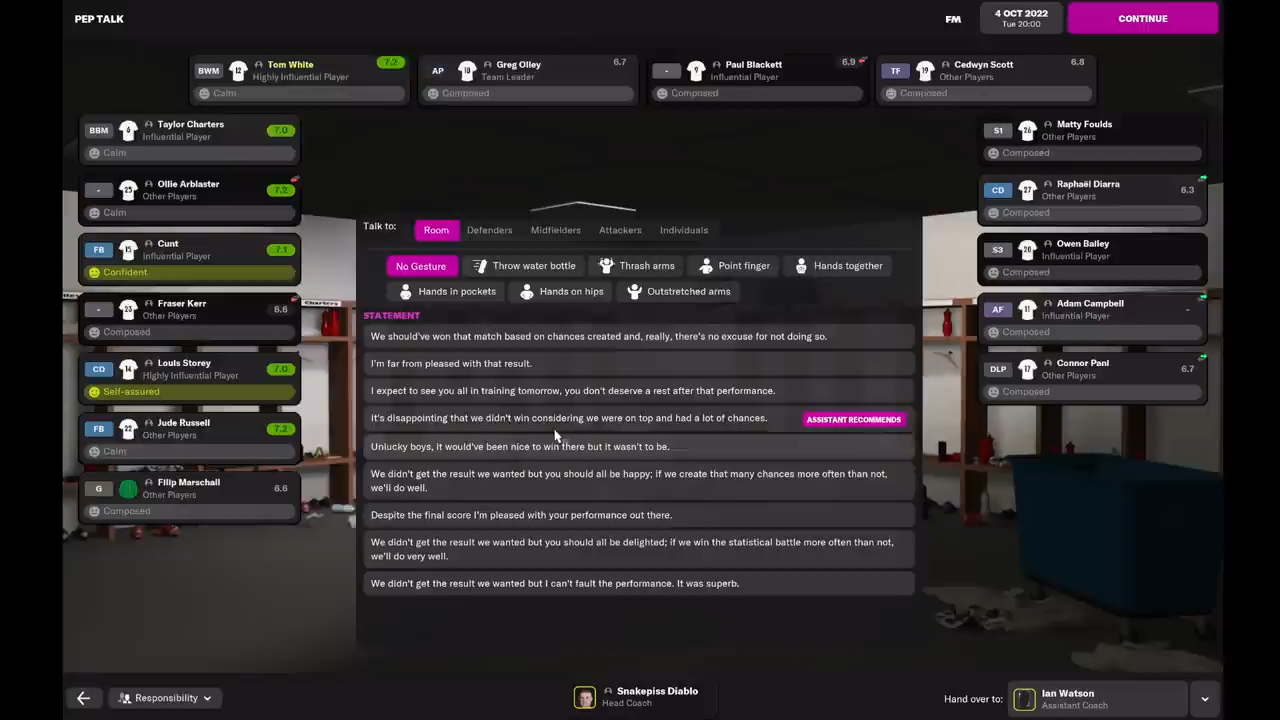 PEP TALK
FM
4 OCT 2022
Tue 20:00
CONTINUE
BWM
12
Tom White
Highly Influential Player
7.2
Calm
AP
10
Greg Olley
Team Leader
6.7
Composed
-
9
Paul Blackett
Influential Player
6.9
Composed
TF
19
Cedwyn Scott
Other Players
6.8
Composed
BBM
6
Taylor Charters
Influential Player
7.0
Calm
-
25
Ollie Arblaster
Other Players
7.2
Calm
FB
15
Cunt
Influential Player
7.1
Confident
-
23
Fraser Kerr
Other Players
6.6
Composed
CD
14
Louis Storey
Highly Influential Player
7.0
Self-assured
FB
22
Jude Russell
Other Players
7.2
Calm
G
Filip Marschall
Other Players
6.6
Composed
Charters
Talk to:
Room
Defenders
Midfielders
Attackers
Individuals
No Gesture
Throw water bottle
Thrash arms
Point finger
Hands together
Hands in pockets
Hands on hips
Outstretched arms
STATEMENT
We should've won that match based on chances created and, really, there's no excuse for not doing so.
I'm far from pleased with that result.
I expect to see you all in training tomorrow, you don't deserve a rest after that performance.
It's disappointing that we didn't win considering we were on top and had a lot of chances.
ASSISTANT RECOMMENDS
Unlucky boys, it would've been nice to win there but it wasn't to be.
We didn't get the result we wanted but you should all be happy; if we create that many chances more often than not,
we'll do well.
Despite the final score I'm pleased with your performance out there.
We didn't get the result we wanted but you should all be delighted; if we win the statistical battle more often than not,
we'll do very well.
We didn't get the result we wanted but I can't fault the performance. It was superb.
S1
26
Matty Foulds
Other Players
Composed
CD
27
Raphaël Diarra
Other Players
6.3
Composed
S3
20
Owen Bailey
Other Players
Composed
AF
11
Adam Campbell
Influential Player
-
Composed
DLP
17
Connor Pani
Other Players
6.7
Composed
Responsibility
Snakepiss Diablo
Head Coach
Hand over to:
Ian Watson
Assistant Coach